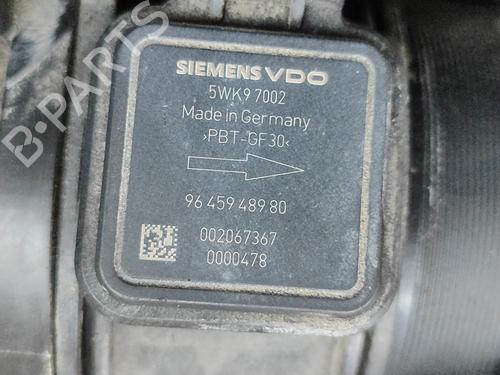 B-PARTS
SIEMENS VDO
5WK9 7002
Made in Germany
>PBT-GF30<
96 459 489 80
002067367
0000478